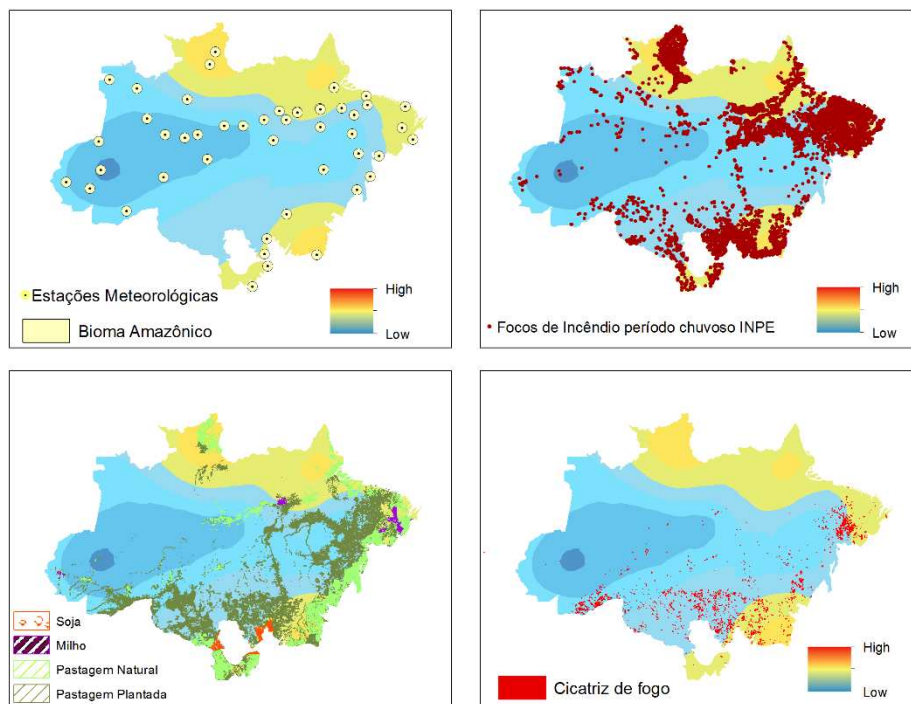 Estações Meteorológicas
Bioma Amazônico
High
Low
Focos de Incêndio período chuvoso INPE
High
Low
Soja
Milho
Pastagem Natural
Pastagem Plantada
Cicatriz de fogo
High
Low